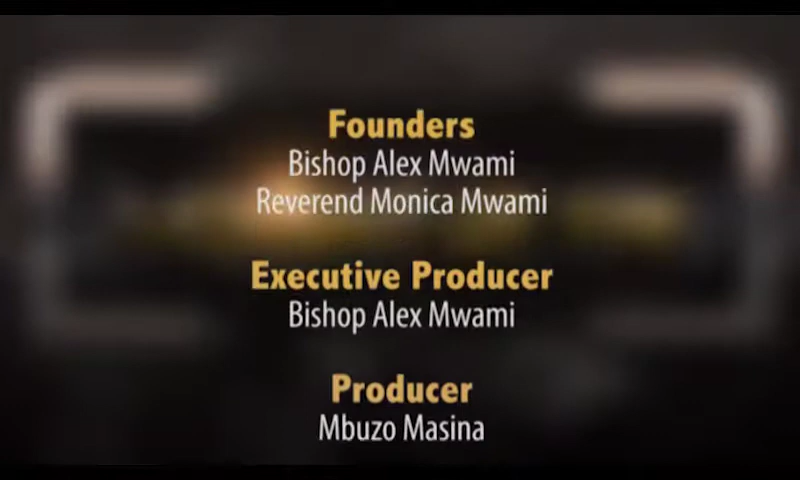 Founders
Bishop Alex Mwami
Reverend Monica Mwami
Executive Producer
Bishop Alex Mwami
Producer
Mbuzo Masina